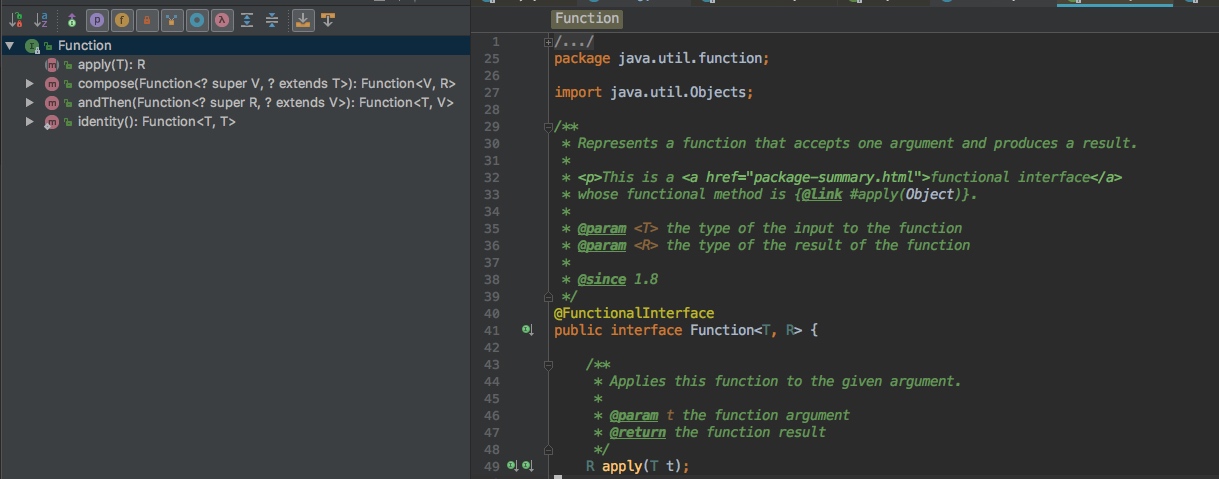 Function
apply(T): R
compose(Function<? super V, ? extends T>): Function<V, R>
andThen(Function<? super R, ? extends V>): Function<T, V>
identity(): Function<T, T>
Function
1 /.../
25 package java.util.function;
26
27 import java.util.Objects;
28
29 /**
30 * Represents a function that accepts one argument and produces a result.
31 *
32 * <p>This is a <a href="package-summary.html">functional interface</a>
33 * whose functional method is {@link #apply(Object)}.
34 *
35 * @param <T> the type of the input to the function
36 * @param <R> the type of the result of the function
37 *
38 * @since 1.8
39 */
40 @FunctionalInterface
41 public interface Function<T, R> {
42
43 /**
44 * Applies this function to the given argument.
45 *
46 * @param t the function argument
47 * @return the function result
48 */
49 R apply(T t);